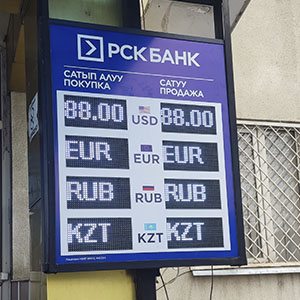 РСК БАНК
САТЫП АЛУУ САТУУ
ПОКУПКА ПРОДАЖА
88.00 USD 88.00
EUR EUR EUR
RUB RUB RUB
KZT KZT KZT